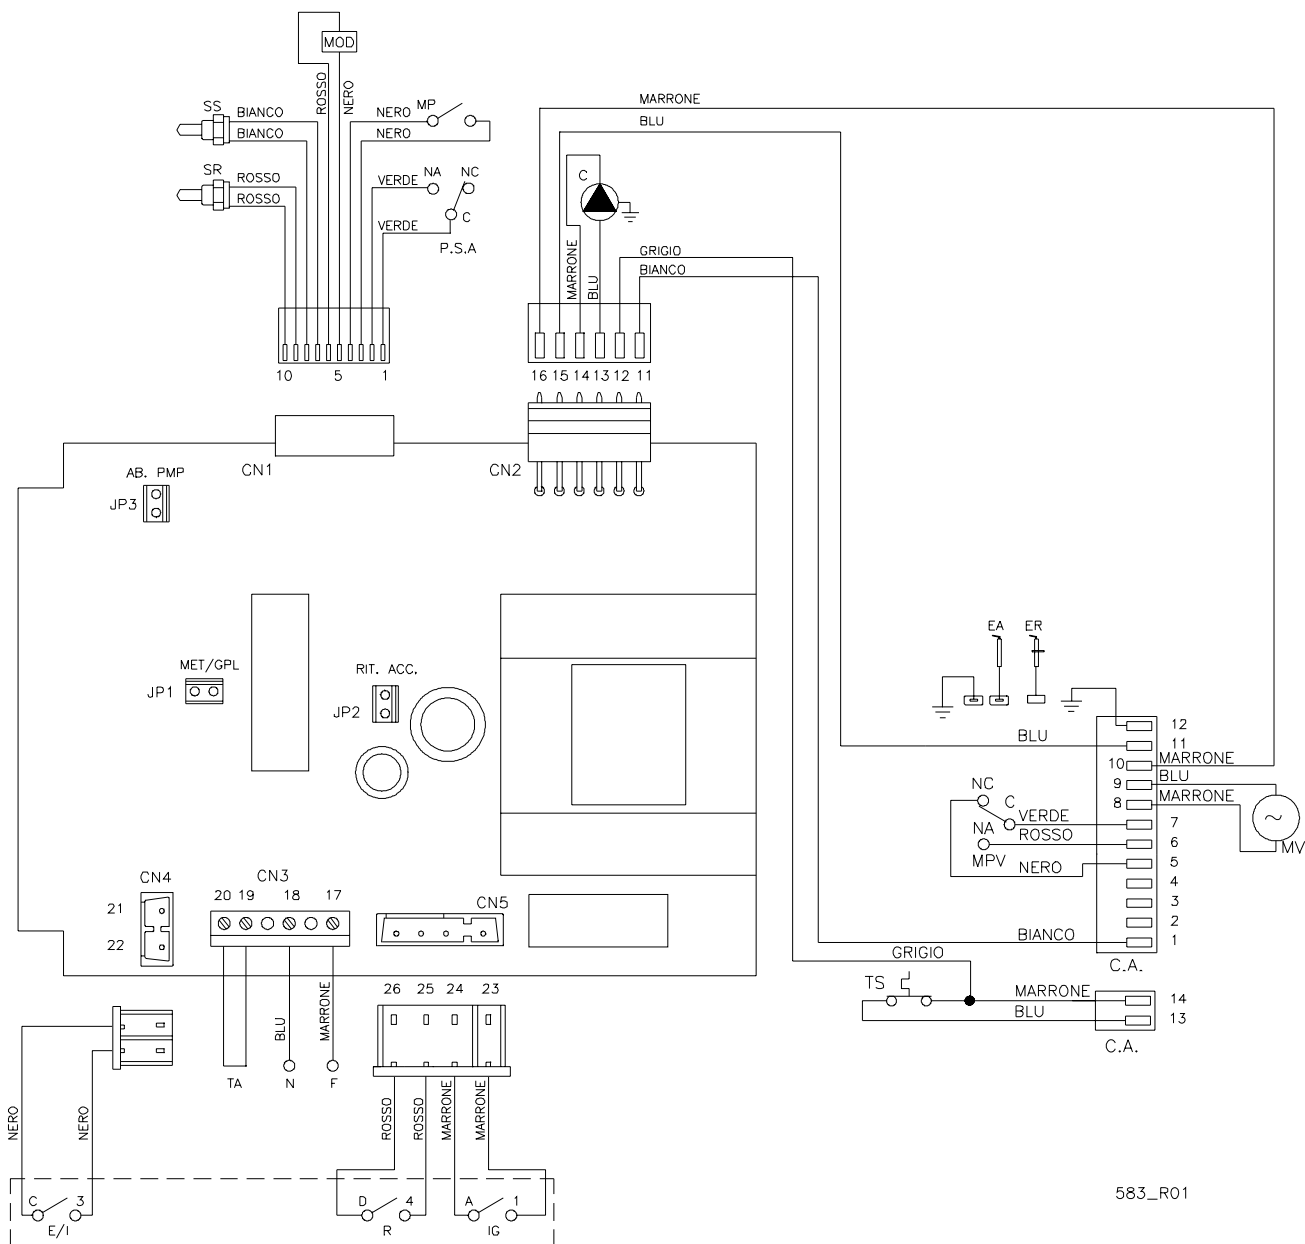 MOD
ROSSO
NERO
SS
BIANCO
BIANCO
SR
ROSSO
ROSSO
NERO
MP
NERO
VERDE
NA
NC
C
VERDE
P.S.A
MARRONE
BLU
C
MARRONE
BLU
GRIGIO
BIANCO
10
5
1
16
15
14
13
12
11
CN1
CN2
AB. PMP
JP3
MET/GPL
JP1
RIT. ACC.
JP2
EA
ER
12
BLU
11
10
MARRONE
9
BLU
8
MARRONE
NC
C
VERDE
7
NA
ROSSO
6
MPV
NERO
5
MV
4
3
2
BIANCO
1
C.A.
GRIGIO
TS
MARRONE
14
BLU
13
C.A.
CN4
21
22
CN3
20
19
18
17
CN5
26
25
24
23
BLU
MARRONE
TA
N
F
NERO
NERO
ROSSO
ROSSO
MARRONE
MARRONE
C
3
E/I
D
4
R
A
1
IG
583_R01